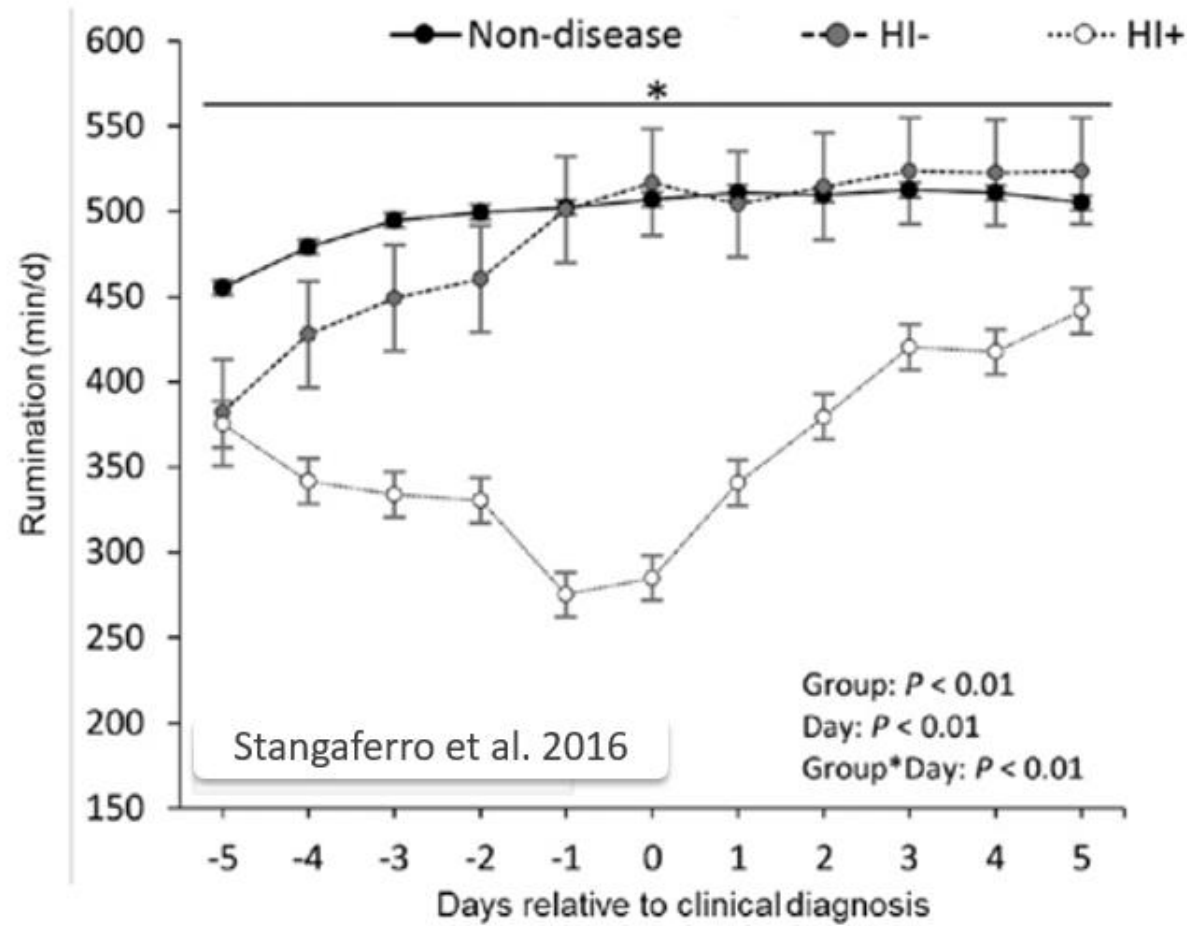 Non-disease HI- HI+
*
600
550
500
450
400
350
300
250
200
150
Rumination (min/d)
Group: P < 0.01
Day: P < 0.01
Group*Day: P < 0.01
Stangaferro et al. 2016
-5 -4 -3 -2 -1 0 1 2 3 4 5
Days relative to clinical diagnosis